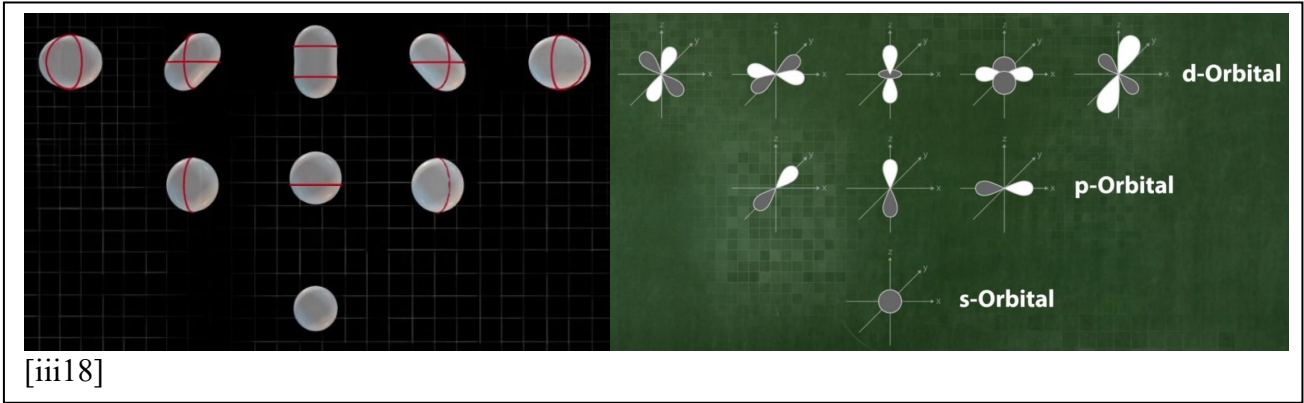 z z z z z
y y y y y
x x x x x d-Orbital
z z z
y y y
x x x p-Orbital
z
y
x s-Orbital
[iii18]